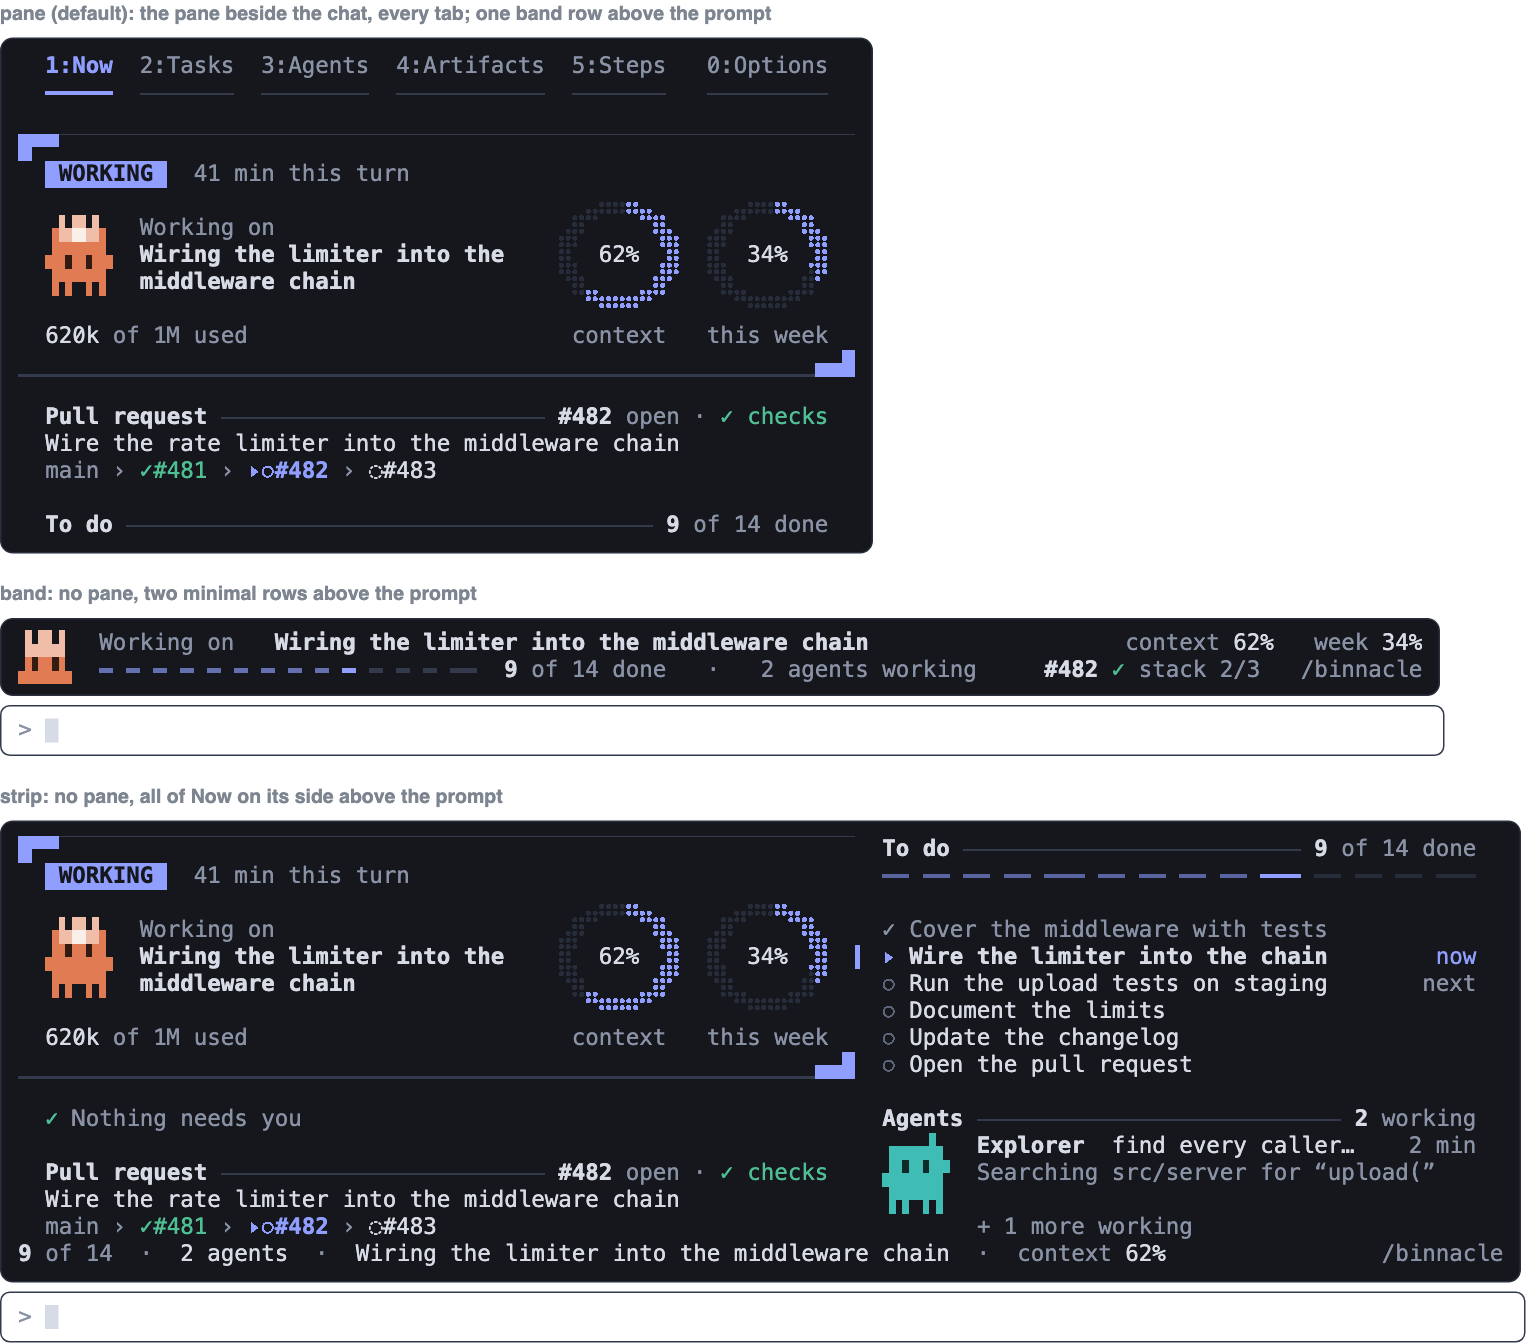 pane (default): the pane beside the chat, every tab; one band row above the prompt
1:Now 2:Tasks 3:Agents 4:Artifacts 5:Steps 0:Options
WORKING 41 min this turn
Working on
Wiring the limiter into the
middleware chain
62%
34%
620k of 1M used
context
this week
Pull request #482 open · ✓ checks
Wire the rate limiter into the middleware chain
main › ✓#481 › ▸○#482 › ◌#483
To do 9 of 14 done
band: no pane, two minimal rows above the prompt
Working on Wiring the limiter into the middleware chain context 62% week 34%
9 of 14 done · 2 agents working #482 ✓ stack 2/3 /binnacle
>
strip: no pane, all of Now on its side above the prompt
WORKING 41 min this turn
Working on
Wiring the limiter into the
middleware chain
62%
34%
620k of 1M used
context
this week
✓ Nothing needs you
Pull request #482 open · ✓ checks
Wire the rate limiter into the middleware chain
main › ✓#481 › ▸○#482 › ◌#483
To do 9 of 14 done
✓ Cover the middleware with tests
▸ Wire the limiter into the chain now
○ Run the upload tests on staging next
○ Document the limits
○ Update the changelog
○ Open the pull request
Agents 2 working
Explorer find every caller… 2 min
Searching src/server for “upload(”
+ 1 more working
9 of 14 · 2 agents · Wiring the limiter into the middleware chain · context 62% /binnacle
>